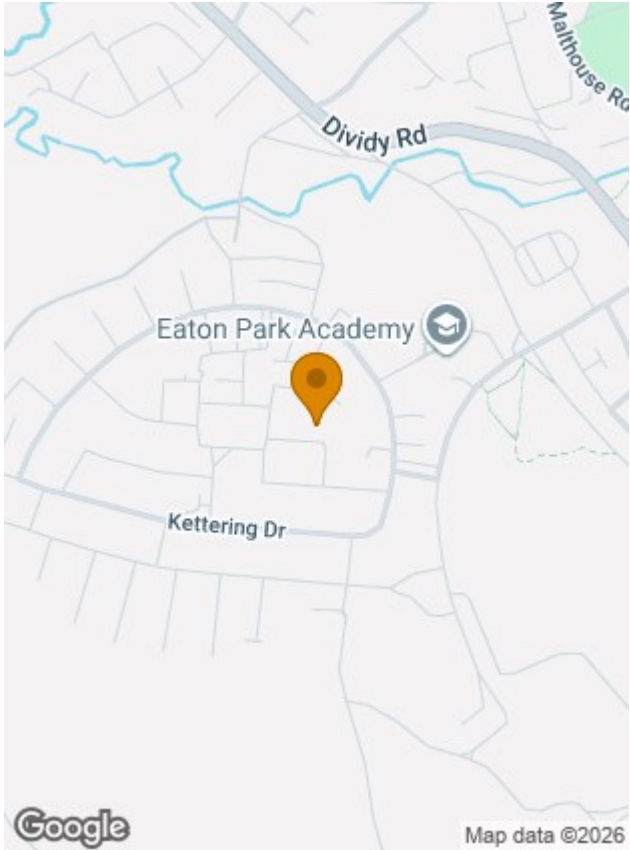 Malthouse Rd
Dividy Rd
Eaton Park Academy
Kettering Dr
Google
Map data ©2026